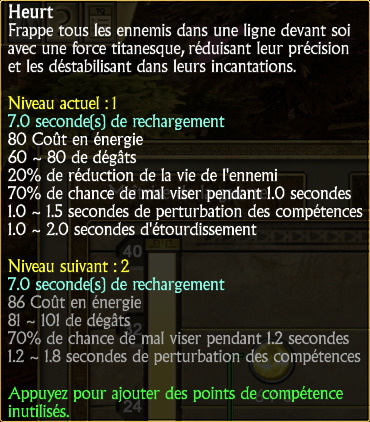 Heurt
Frappe tous les ennemis dans une ligne devant soi
avec une force titanesque, réduisant leur précision
et les déstabilisant dans leurs incantations.
Niveau actuel : 1
7.0 seconde(s) de rechargement
80 Coût en énergie
60 ~ 80 de dégâts
20% de réduction de la vie de l'ennemi
70% de chance de mal viser pendant 1.0 secondes
1.0 ~ 1.5 secondes de perturbation des compétences
1.0 ~ 2.0 secondes d'étourdissement
40
Niveau suivant : 2
7.0 seconde(s) de rechargement
86 Coût en énergie
81 ~ 101 de dégâts
32
70% de chance de mal viser pendant 1.2 secondes
1.2 ~ 1.8 secondes de perturbation des compétences
Appuyez pour ajouter des points de compétence
inutilisés.
24